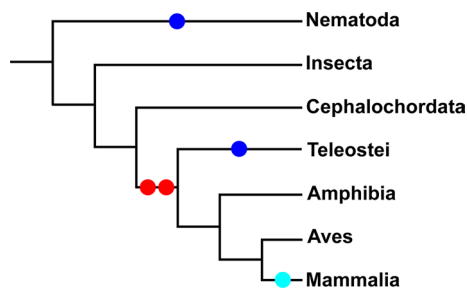 Nematoda
Insecta
Cephalochordata
Teleostei
Amphibia
Aves
Mammalia